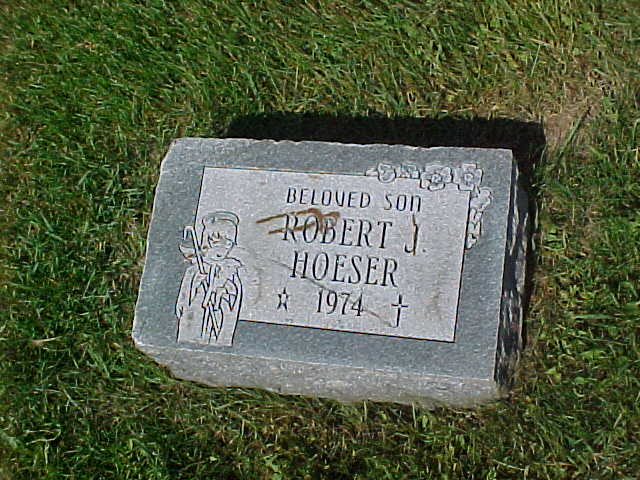 BELOVED SON
ROBERT J.
HOESER
☆ 1974 ✝